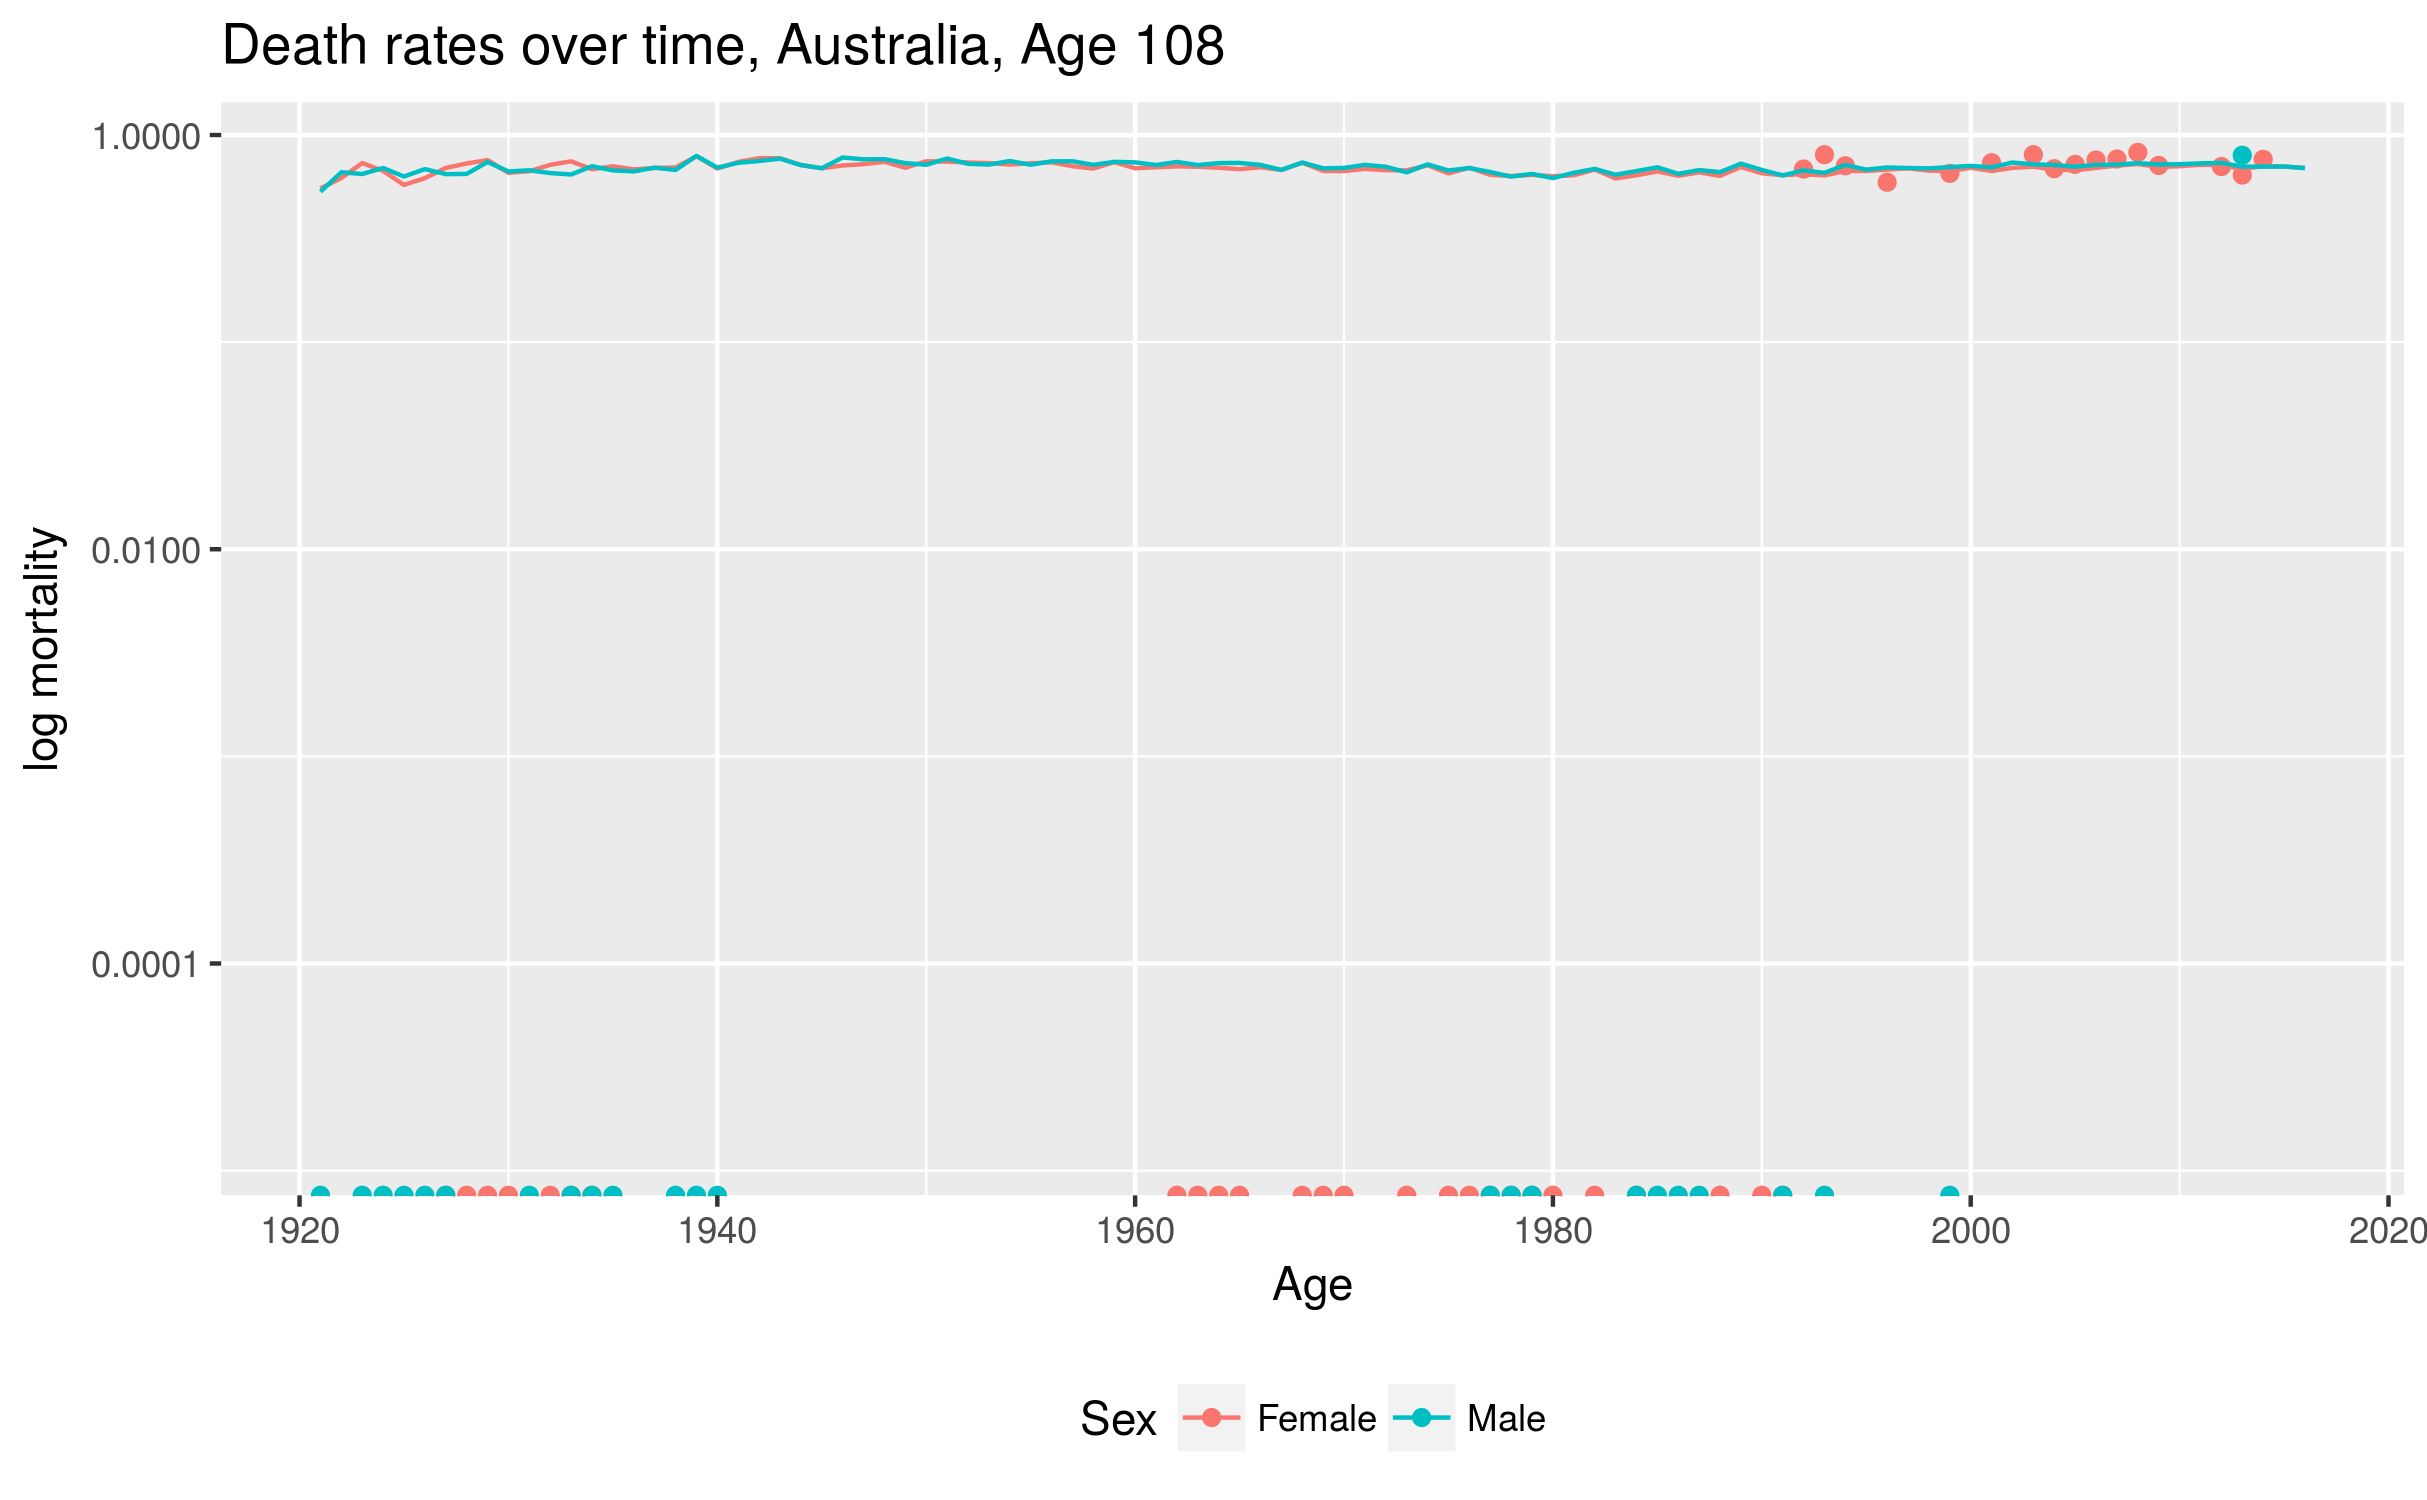 Death rates over time, Australia, Age 108
1.0000
0.0100
0.0001
log mortality
1920 1940 1960 1980 2000 2020
Age
Sex Female Male